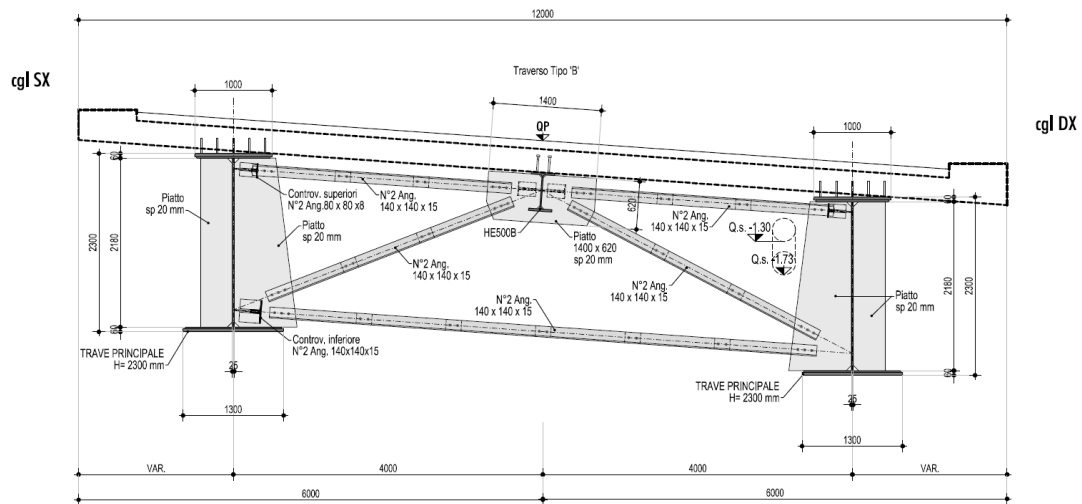 12000
cgl SX
Traverso Tipo 'B'
1000
1400
QP
1000
cgl DX
60
Piatto
sp 20 mm
Controv. superiori
N°2 Ang.80 x 80 x8
N°2 Ang.
140 x 140 x 15
Piatto
sp 20 mm
HE500B
620
N°2 Ang.
140 x 140 x 15
Q.s. -1.30
Q.s. -1.73
Piatto
1400 x 620
sp 20 mm
2300
2180
N°2 Ang.
140 x 140 x 15
N°2 Ang.
140 x 140 x 15
60
2180
2300
Piatto
sp 20 mm
N°2 Ang.
140 x 140 x 15
60
Controv. inferiore
N°2 Ang. 140x140x15
TRAVE PRINCIPALE
H= 2300 mm
25
1300
60
TRAVE PRINCIPALE
H= 2300 mm
25
1300
VAR.
4000
4000
VAR.
6000
6000